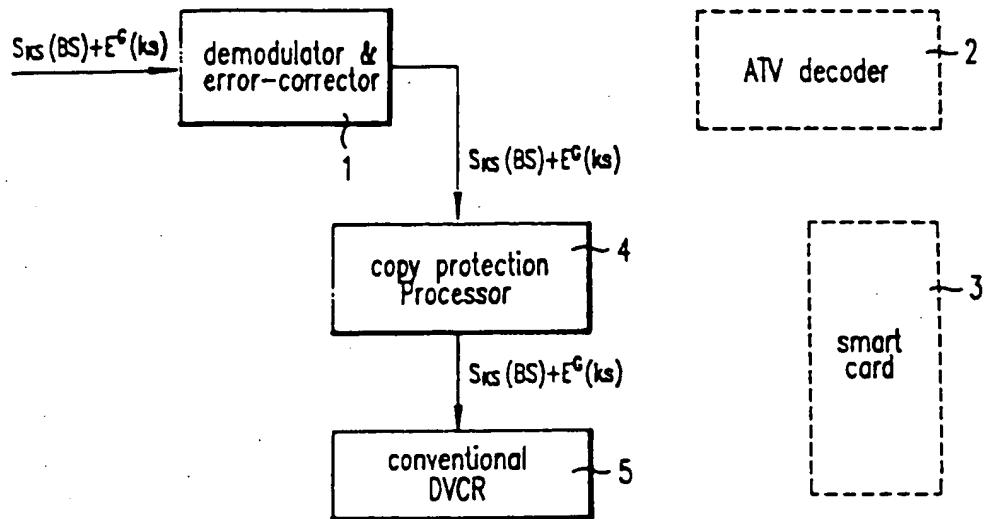 S_KS(BS)+E^G(ks)
demodulator &
error-corrector
1
ATV decoder
2
S_KS(BS)+E^G(ks)
copy protection
Processor
4
smart
card
3
S_KS(BS)+E^G(ks)
conventional
DVCR
5